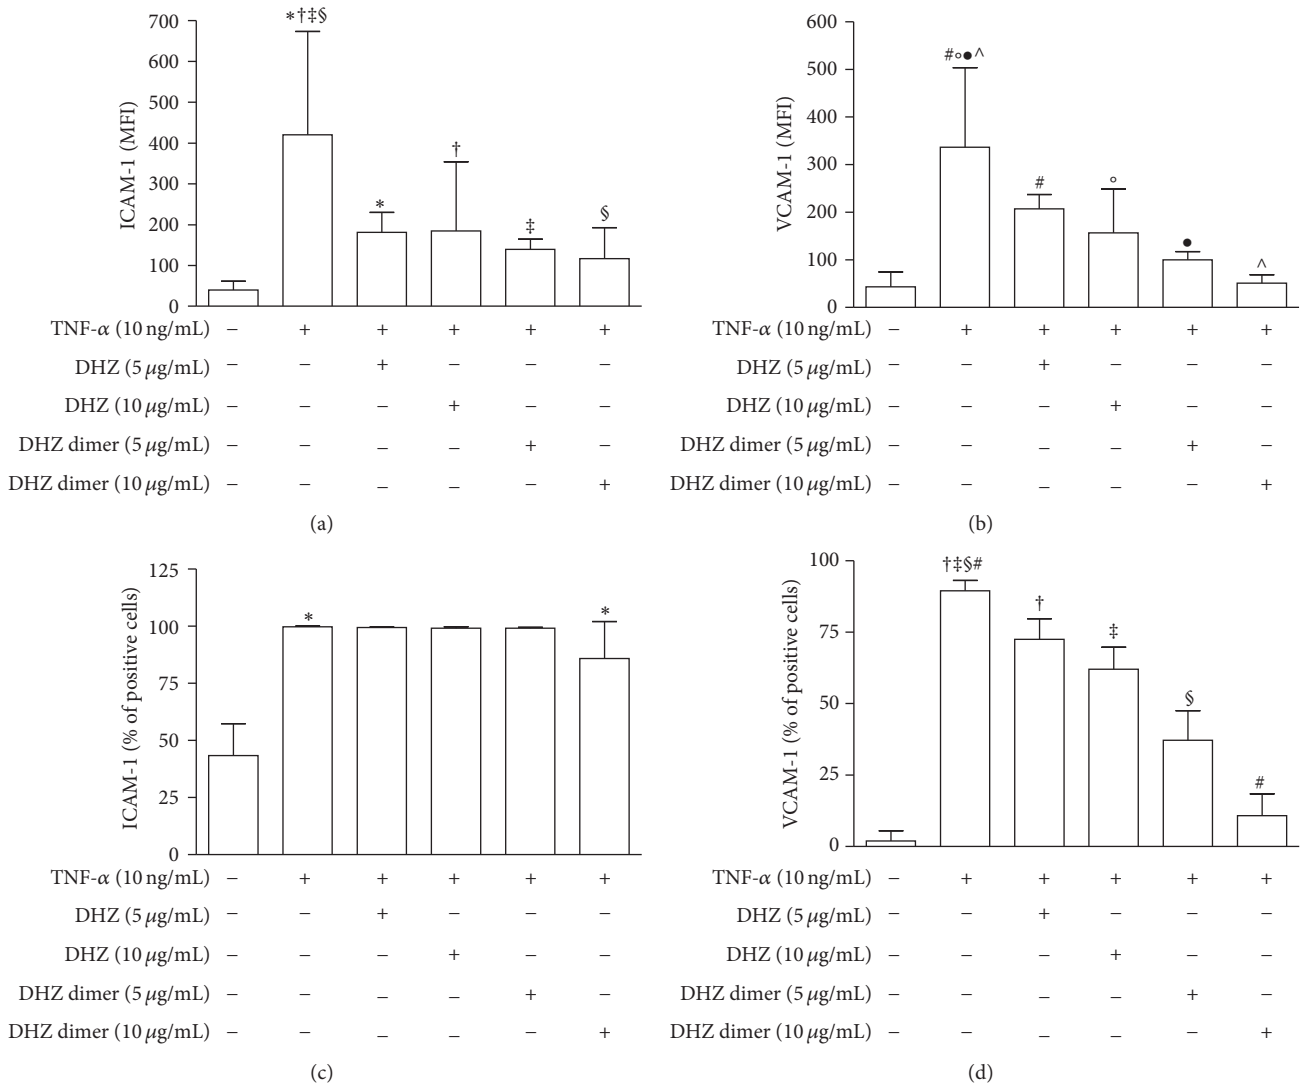 700
600
500
400
300
200
100
0
ICAM-1 (MFI)
*†‡§
*
†
‡
§
TNF-α (10 ng/mL) − + + + + +
DHZ (5 μg/mL) − − + − − −
DHZ (10 μg/mL) − − − + − −
DHZ dimer (5 μg/mL) − − − − + −
DHZ dimer (10 μg/mL) − − − − − +
(a)
600
500
400
300
200
100
0
VCAM-1 (MFI)
#∘●^
#
∘
●
^
TNF-α (10 ng/mL) − + + + + +
DHZ (5 μg/mL) − − + − − −
DHZ (10 μg/mL) − − − + − −
DHZ dimer (5 μg/mL) − − − − + −
DHZ dimer (10 μg/mL) − − − − − +
(b)
125
100
75
50
25
0
ICAM-1 (% of positive cells)
*
*
TNF-α (10 ng/mL) − + + + + +
DHZ (5 μg/mL) − − + − − −
DHZ (10 μg/mL) − − − + − −
DHZ dimer (5 μg/mL) − − − − + −
DHZ dimer (10 μg/mL) − − − − − +
(c)
100
75
50
25
0
VCAM-1 (% of positive cells)
†‡§#
†
‡
§
#
TNF-α (10 ng/mL) − + + + + +
DHZ (5 μg/mL) − − + − − −
DHZ (10 μg/mL) − − − + − −
DHZ dimer (5 μg/mL) − − − − + −
DHZ dimer (10 μg/mL) − − − − − +
(d)